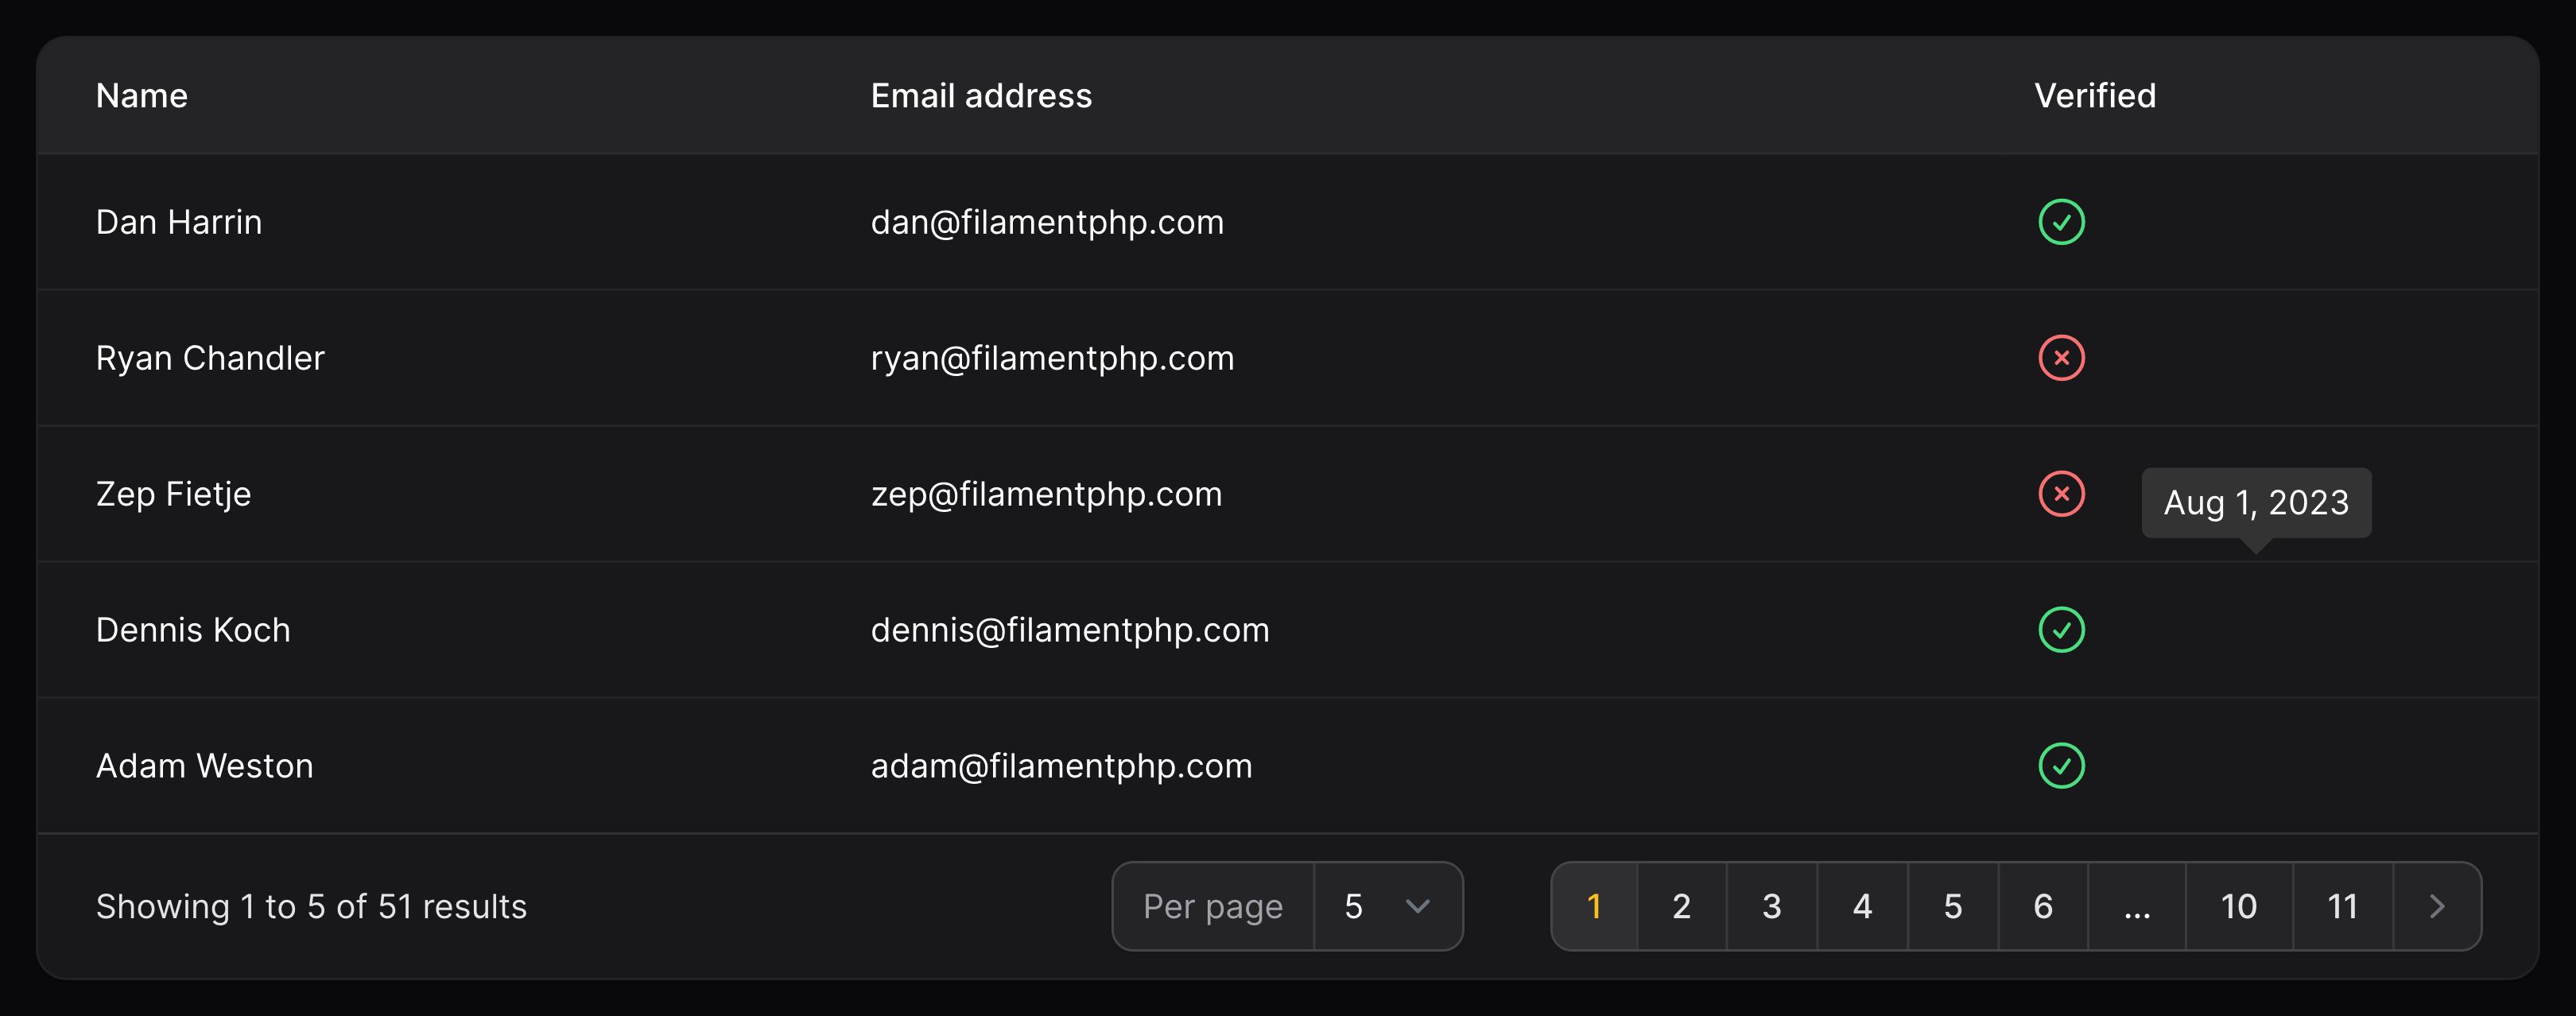 Name Email address Verified
Dan Harrin dan@filamentphp.com
Ryan Chandler ryan@filamentphp.com
Zep Fietje zep@filamentphp.com
Aug 1, 2023
Dennis Koch dennis@filamentphp.com
Adam Weston adam@filamentphp.com
Showing 1 to 5 of 51 results Per page 5 1 2 3 4 5 6 ... 10 11